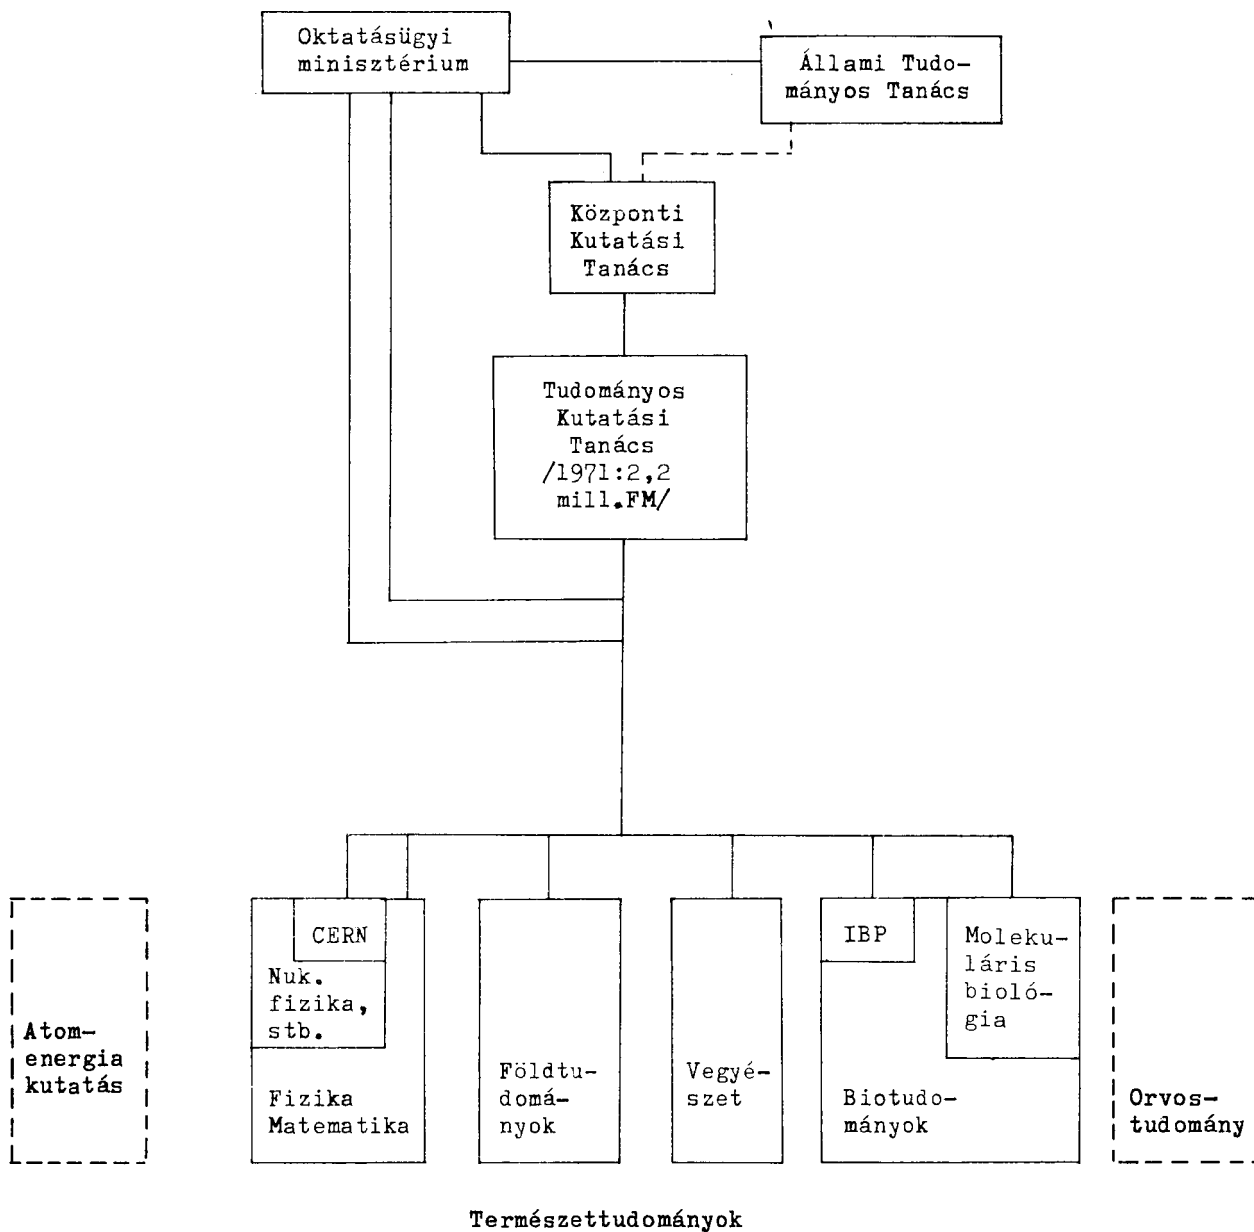 Oktatásügyi
minisztérium
Állami Tudo-
mányos Tanács
Központi
Kutatási
Tanács
Tudományos
Kutatási
Tanács
/1971:2,2
mill.FM/
Atom-
energia
kutatás
CERN
Nuk.
fizika,
stb.
Fizika
Matematika
Földtu-
domá-
nyok
Vegyé-
szet
IBP
Moleku-
láris
bioló-
gia
Biotudo-
mányok
Orvos-
tudomány
Természettudományok